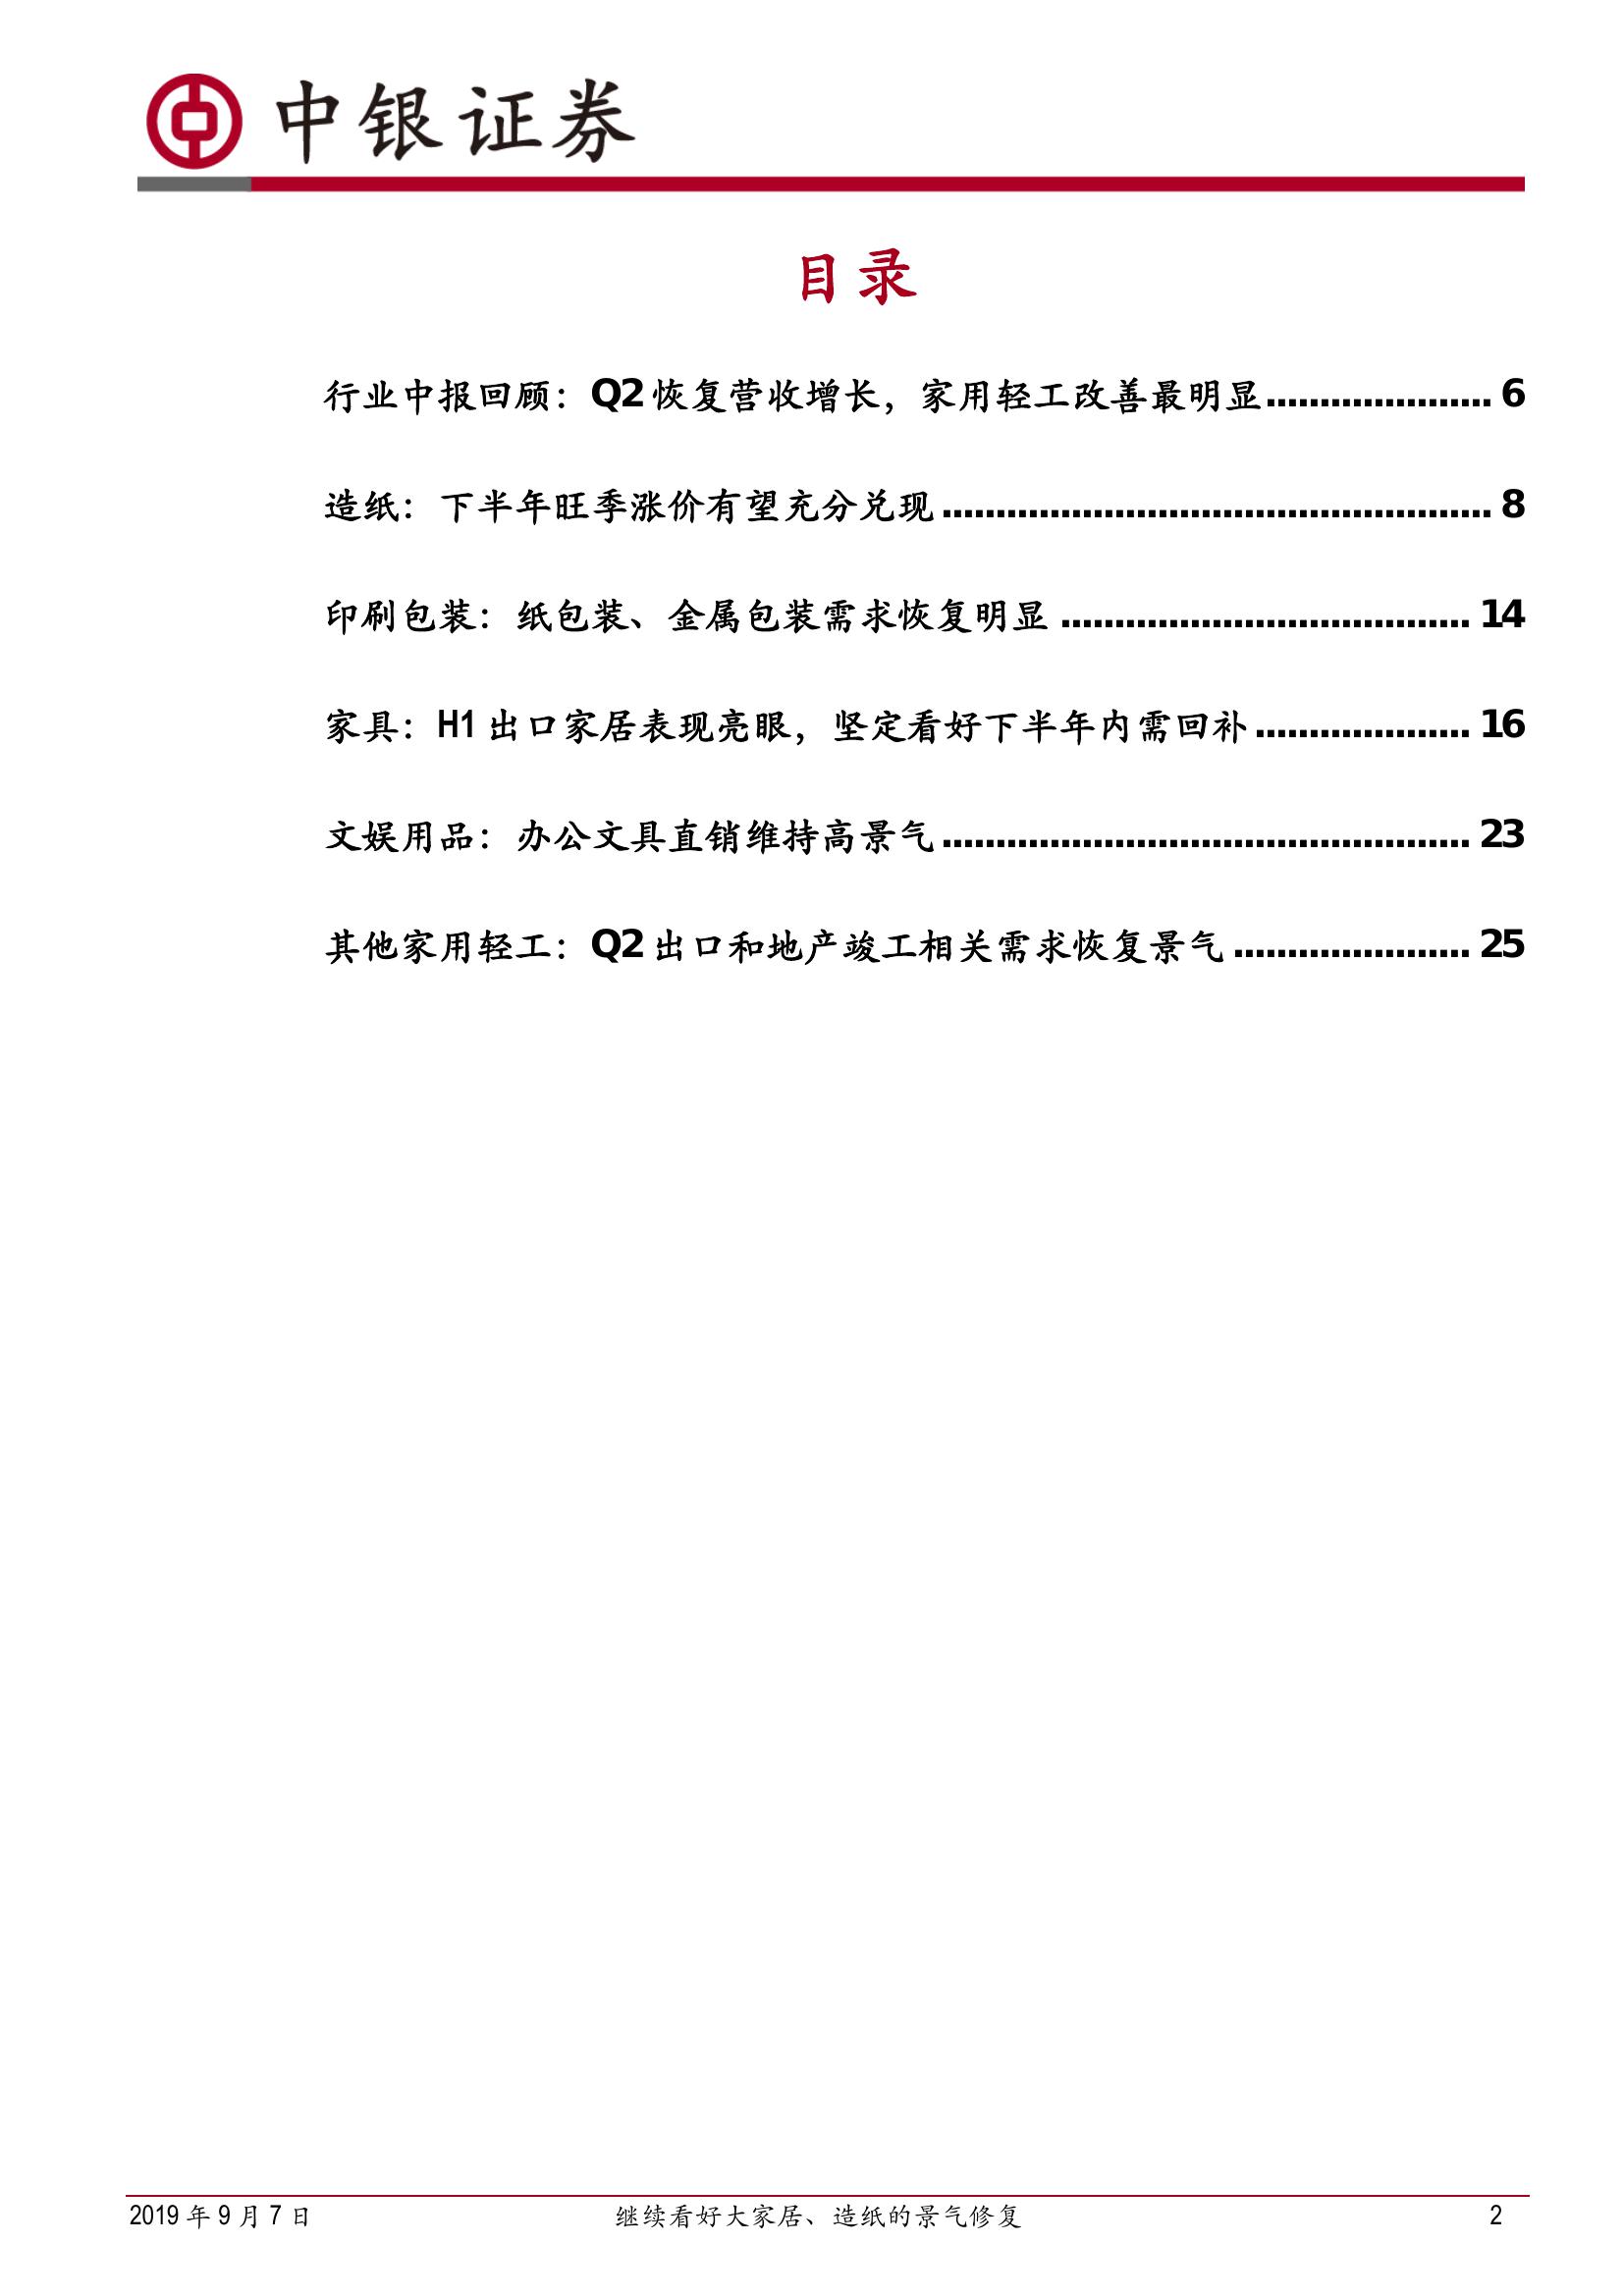 中银证券
目录
行业中报回顾：Q2恢复营收增长，家用轻工改善最明显..................... 6
造纸：下半年旺季涨价有望充分兑现................................................... 8
印刷包装：纸包装、金属包装需求恢复明显...................................... 14
家具：H1 出口家居表现亮眼，坚定看好下半年内需回补.................... 16
文娱用品：办公文具直销维持高景气................................................. 23
其他家用轻工：Q2出口和地产竣工相关需求恢复景气...................... 25
2019 年 9 月 7 日 继续看好大家居、造纸的景气修复 2